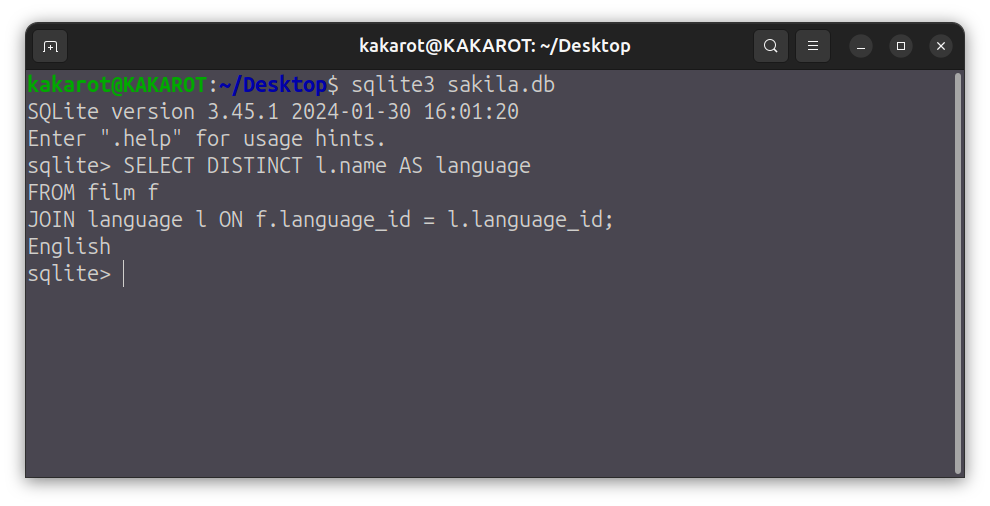 kakarot@KAKAROT: ~/Desktop
kakarot@KAKAROT:~/Desktop$ sqlite3 sakila.db
SQLite version 3.45.1 2024-01-30 16:01:20
Enter ".help" for usage hints.
sqlite> SELECT DISTINCT l.name AS language
FROM film f
JOIN language l ON f.language_id = l.language_id;
English
sqlite>